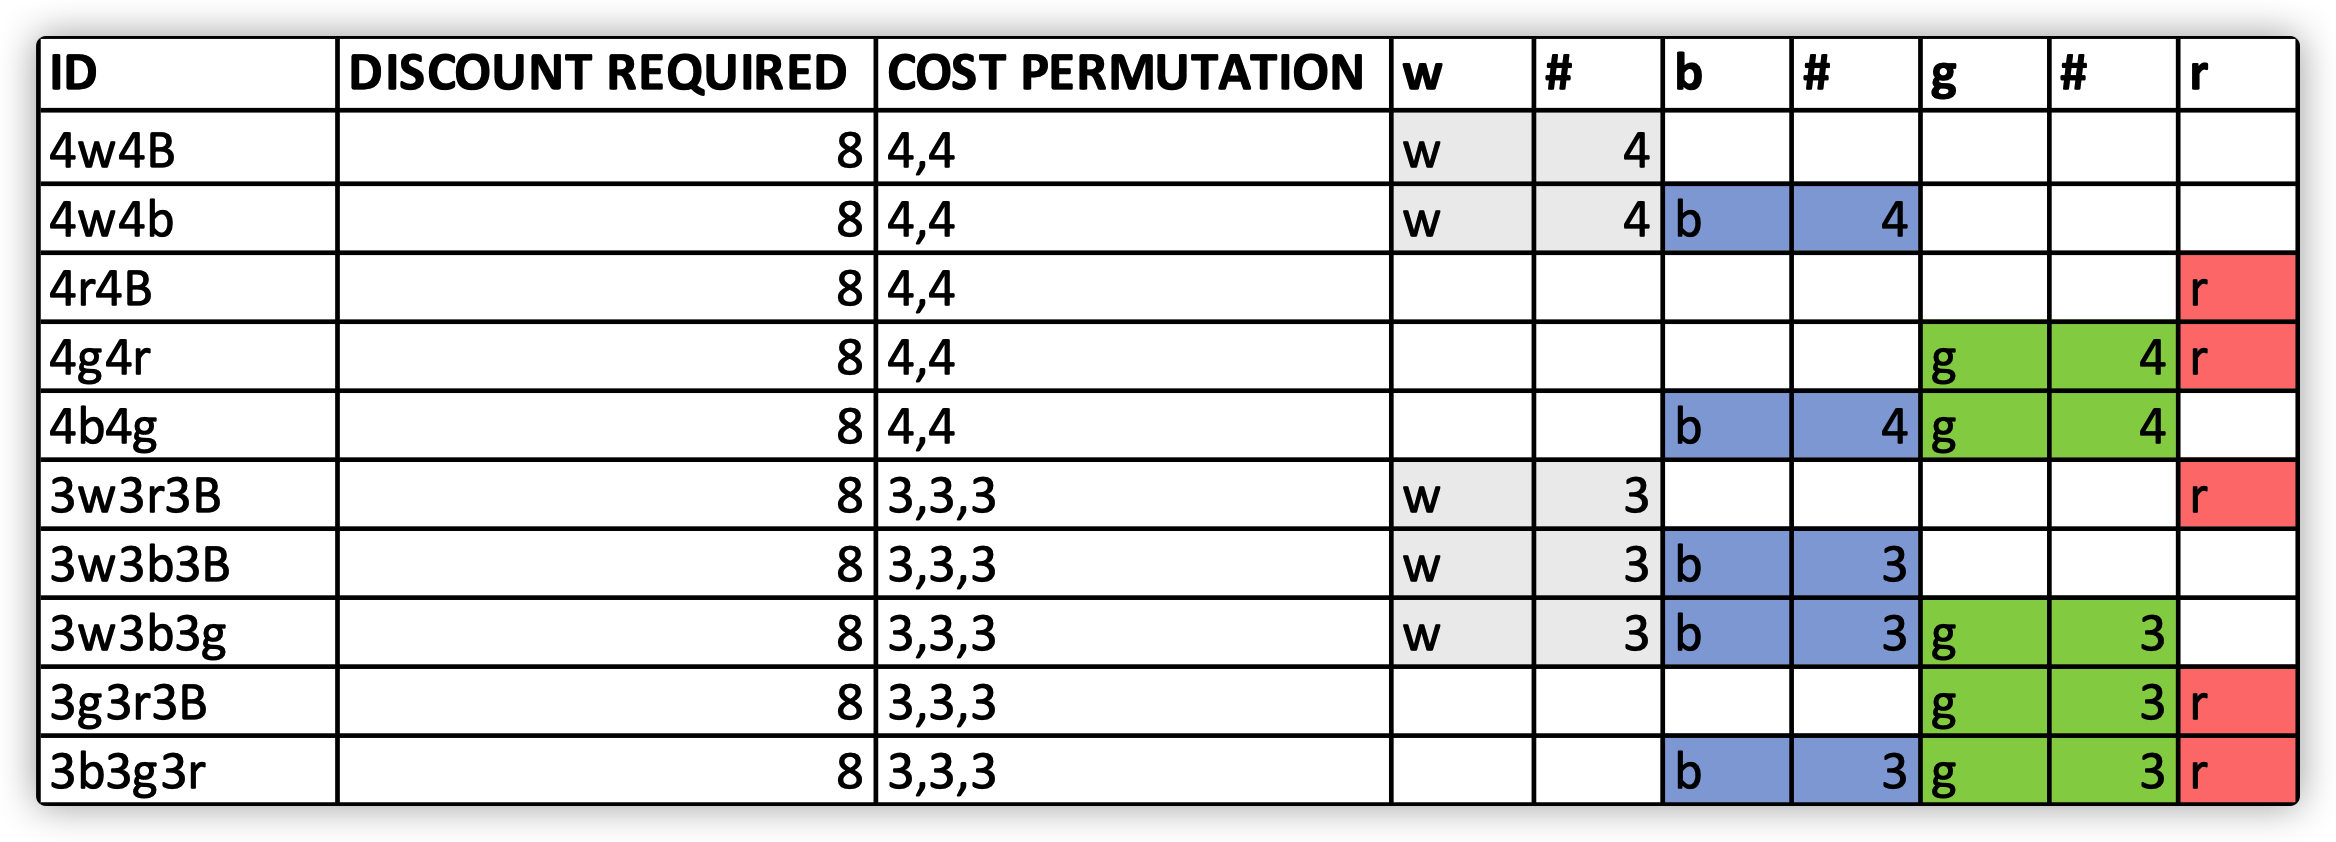 ID DISCOUNT REQUIRED COST PERMUTATION w # b # g # r
4w4B 8 4,4 w 4
4w4b 8 4,4 w 4 b 4
4r4B 8 4,4 r
4g4r 8 4,4 g 4 r
4b4g 8 4,4 b 4 g 4
3w3r3B 8 3,3,3 w 3 r
3w3b3B 8 3,3,3 w 3 b 3
3w3b3g 8 3,3,3 w 3 b 3 g 3
3g3r3B 8 3,3,3 g 3 r
3b3g3r 8 3,3,3 b 3 g 3 r